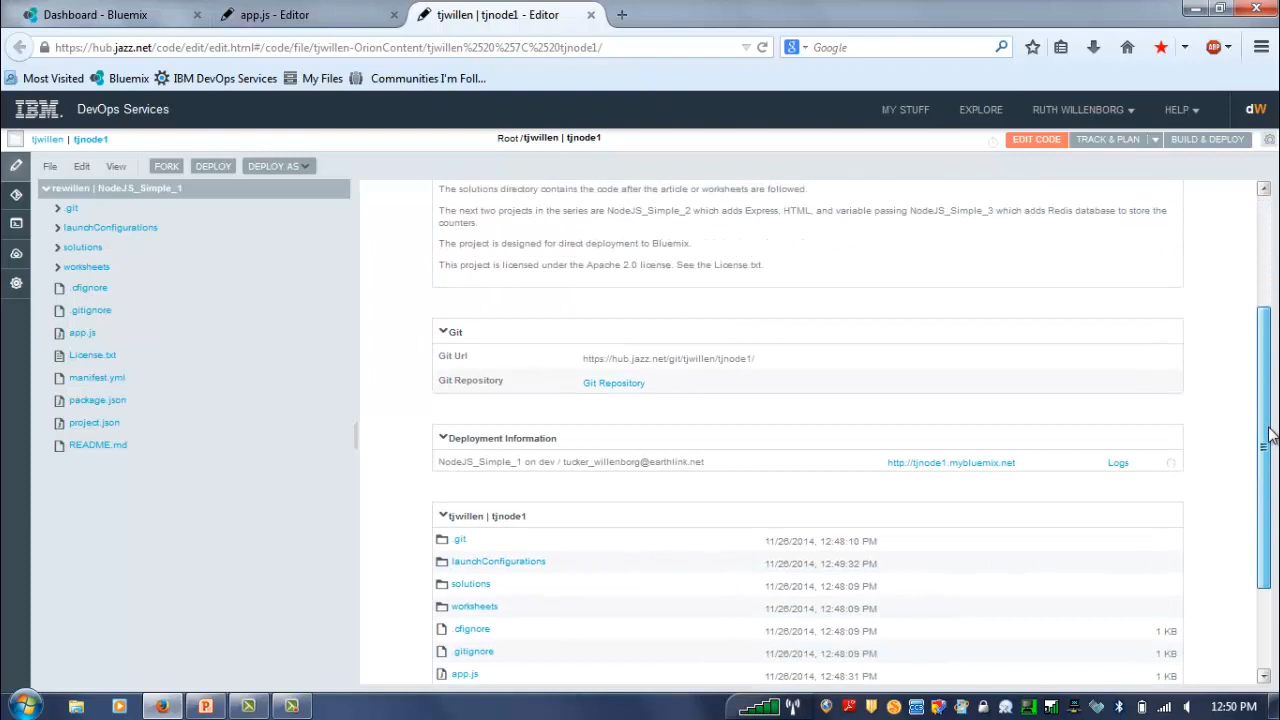 Dashboard - Bluemix
app.js - Editor
tjwillen | tjnode1 - Editor
https://hub.jazz.net/code/edit/edit.html#/code/file/tjwillen-OrionContent/tjwillen%2520%257C%2520tjnode1/
Google
Most Visited
Bluemix
IBM DevOps Services
My Files
Communities I'm Foll...
IBM. DevOps Services
MY STUFF
EXPLORE
RUTH WILLENBORG
HELP
dW
tjwillen | tjnode1
Root/tjwillen | tjnode1
EDIT CODE
TRACK & PLAN
BUILD & DEPLOY
File
Edit
View
FORK
DEPLOY
DEPLOY AS
rewillen | NodeJS_Simple_1
.git
launchConfigurations
solutions
worksheets
.cfignore
.gitignore
app.js
License.txt
manifest.yml
package.json
project.json
README.md
The solutions directory contains the code after the article or worksheets are followed.
The next two projects in the series are NodeJS_Simple_2 which adds Express, HTML, and variable passing NodeJS_Simple_3 which adds Redis database to store the
counters.
The project is designed for direct deployment to Bluemix.
This project is licensed under the Apache 2.0 license. See the License.txt.
Git
Git Url https://hub.jazz.net/git/tjwillen/tjnode1/
Git Repository Git Repository
Deployment Information
NodeJS_Simple_1 on dev / tucker_willenborg@earthlink.net http://tjnode1.mybluemix.net Logs
tjwillen | tjnode1
.git 11/26/2014, 12:48:10 PM
launchConfigurations 11/26/2014, 12:49:32 PM
solutions 11/26/2014, 12:48:09 PM
worksheets 11/26/2014, 12:48:09 PM
.cfignore 11/26/2014, 12:48:09 PM 1 KB
.gitignore 11/26/2014, 12:48:09 PM 1 KB
app.js 11/26/2014, 12:48:31 PM 1 KB
12:50 PM